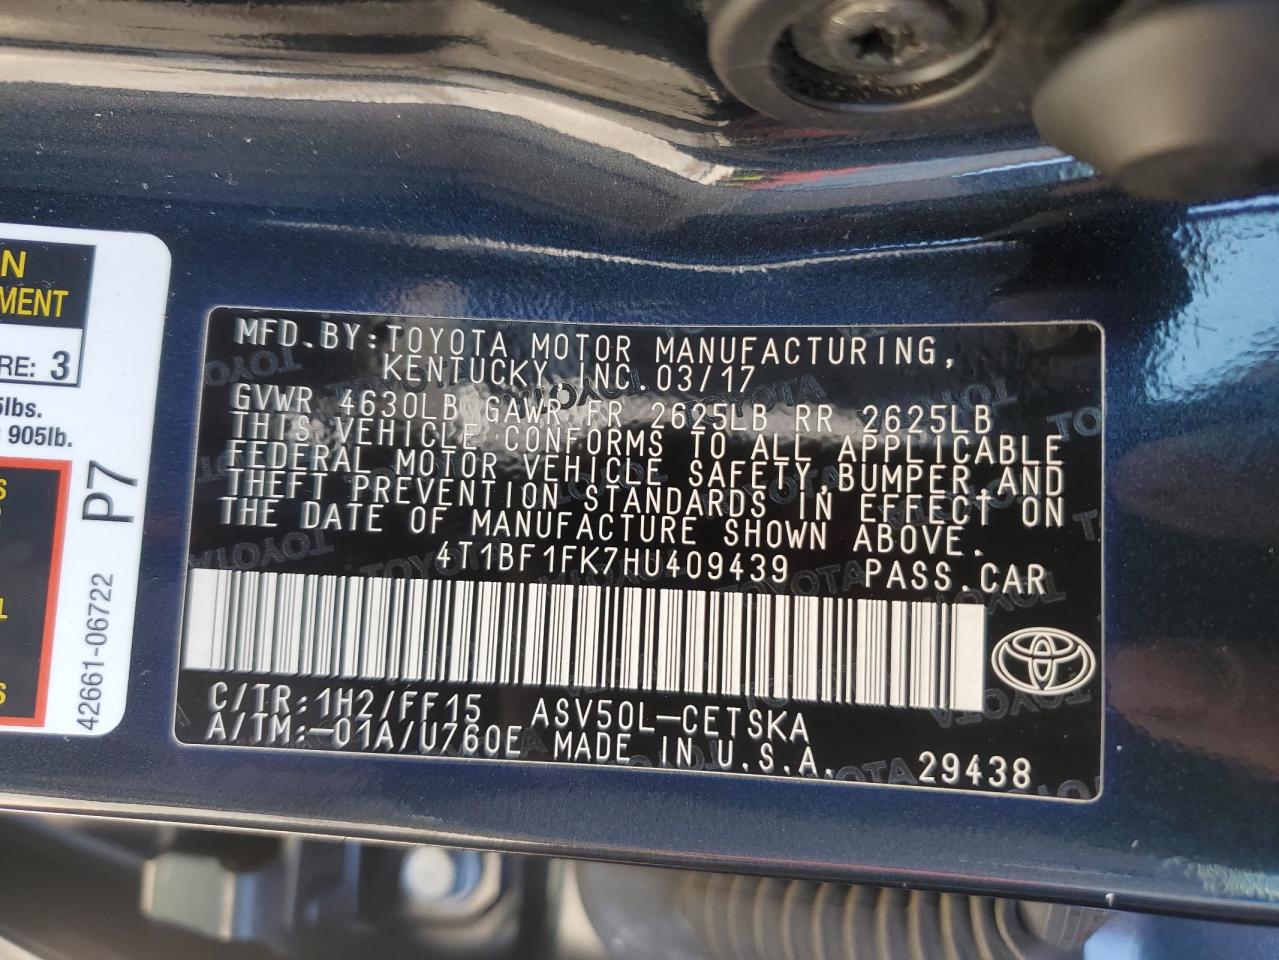 N
MENT
RE: 3
5lbs.
905lb.
S
L
S
P7
42661-06722
MFD.BY:TOYOTA MOTOR MANUFACTURING,
KENTUCKY, INC.03/17
GVWR 4630LB GAWR FR 2625LB RR 2625LB
THIS VEHICLE CONFORMS TO ALL APPLICABLE
FEDERAL MOTOR VEHICLE SAFETY,BUMPER,AND
THEFT PREVENTION STANDARDS IN EFFECT ON
THE DATE OF MANUFACTURE SHOWN ABOVE.
4T1BF1FK7HU409439 PASS.CAR
C/TR:1H2/FF15 ASV50L-CETSKA
A/TM:-01A/U760E MADE IN U.S.A. 29438